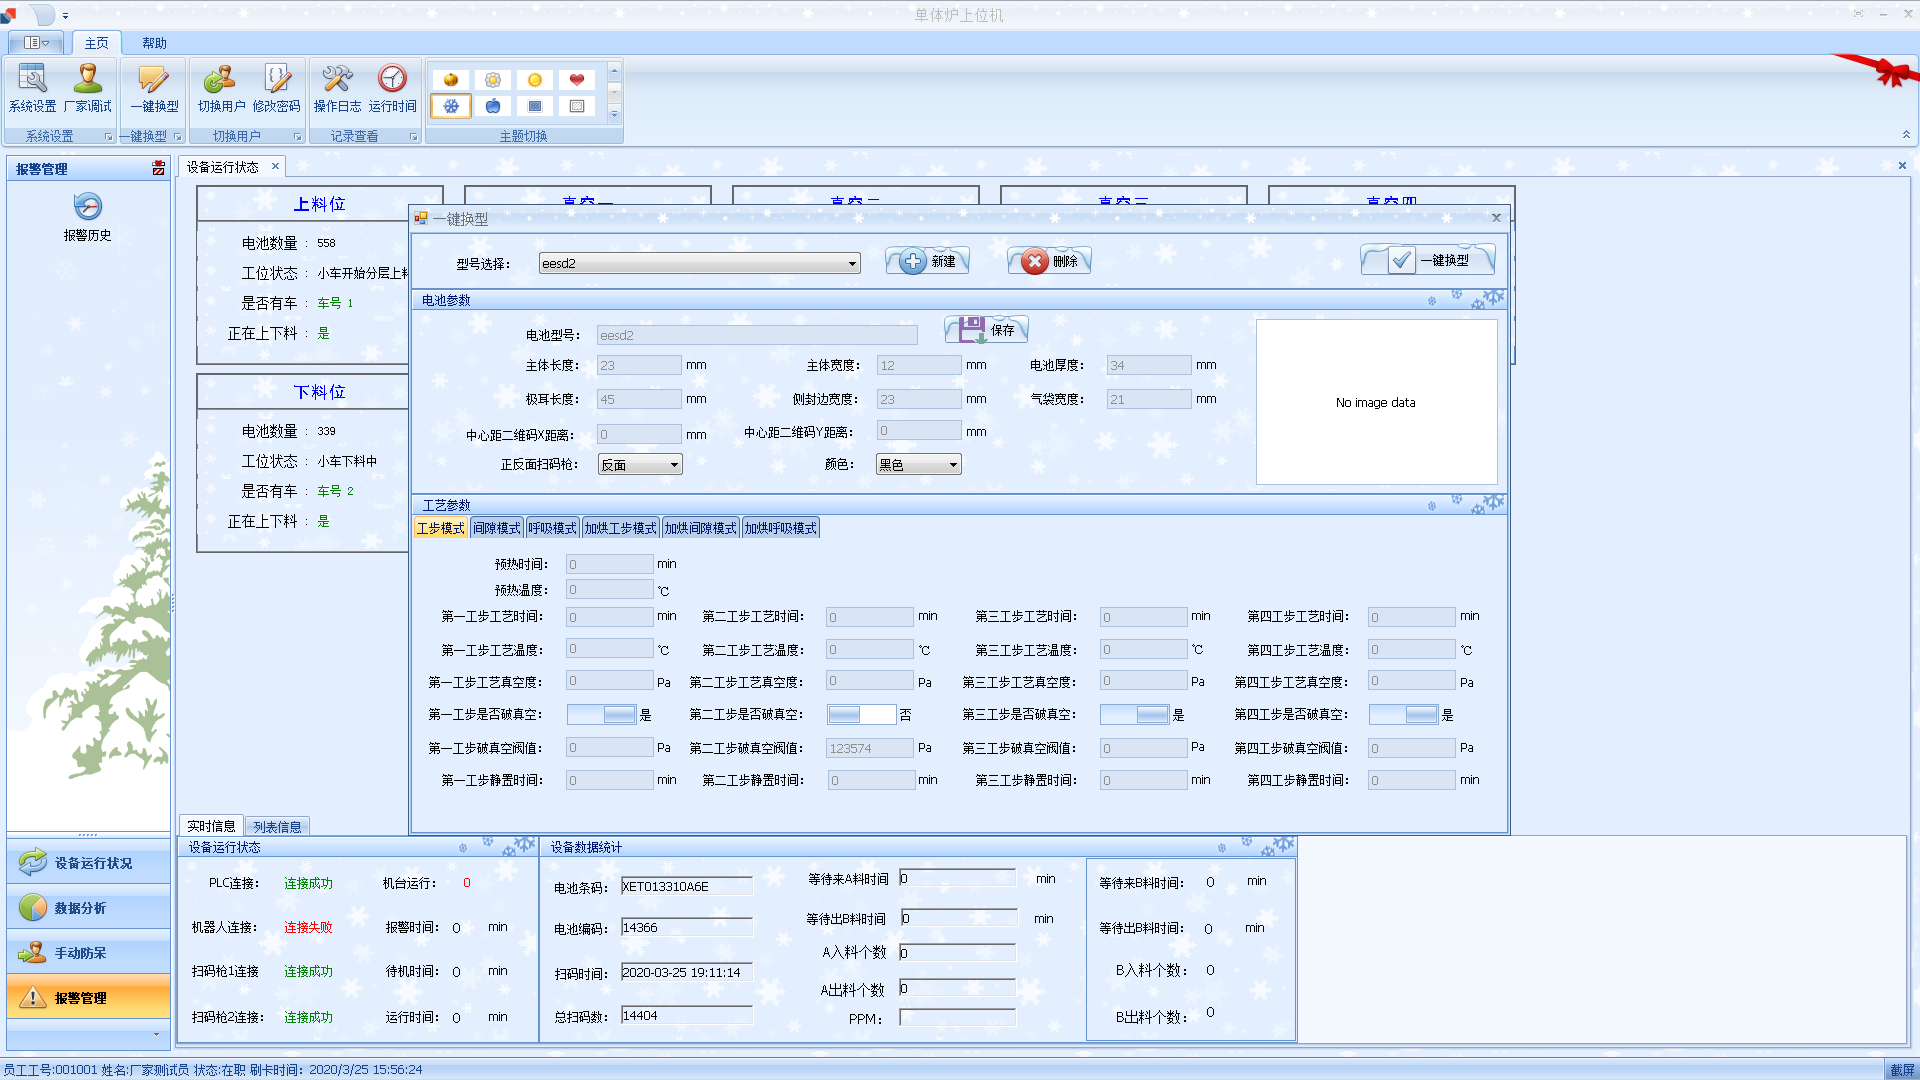 单体炉上位机
主页 帮助
系统设置 厂家调试 一键换型 切换用户 修改密码 操作日志 运行时间
系统设置 一键换型 切换用户 记录查看 主题切换
报警管理
报警历史
设备运行状态
上料位
电池数量 : 558
工位状态 : 小车开始分层上料
是否有车 : 车号 1
正在上下料 : 是
下料位
电池数量 : 339
工位状态 : 小车下料中
是否有车 : 车号 2
正在上下料 : 是
真空一 真空二 真空三 真空四
一键换型
型号选择: eesd2 新建 删除 一键换型
电池参数
电池型号: eesd2 保存
主体长度: 23 mm 主体宽度: 12 mm 电池厚度: 34 mm
极耳长度: 45 mm 侧封边宽度: 23 mm 气袋宽度: 21 mm
中心距二维码X距离: 0 mm 中心距二维码Y距离: 0 mm
正反面扫码枪: 反面 颜色: 黑色
No image data
工艺参数
工步模式 间隙模式 呼吸模式 加烘工步模式 加烘间隙模式 加烘呼吸模式
预热时间: 0 min
预热温度: 0 ℃
第一工步工艺时间: 0 min 第二工步工艺时间: 0 min 第三工步工艺时间: 0 min 第四工步工艺时间: 0 min
第一工步工艺温度: 0 ℃ 第二工步工艺温度: 0 ℃ 第三工步工艺温度: 0 ℃ 第四工步工艺温度: 0 ℃
第一工步工艺真空度: 0 Pa 第二工步工艺真空度: 0 Pa 第三工步工艺真空度: 0 Pa 第四工步工艺真空度: 0 Pa
第一工步是否破真空: 是 第二工步是否破真空: 否 第三工步是否破真空: 是 第四工步是否破真空: 是
第一工步破真空阀值: 0 Pa 第二工步破真空阀值: 123574 Pa 第三工步破真空阀值: 0 Pa 第四工步破真空阀值: 0 Pa
第一工步静置时间: 0 min 第二工步静置时间: 0 min 第三工步静置时间: 0 min 第四工步静置时间: 0 min
设备运行状况
数据分析
手动防呆
报警管理
实时信息 列表信息
设备运行状态
PLC连接: 连接成功 机台运行: 0
机器人连接: 连接失败 报警时间: 0 min
扫码枪1连接 连接成功 待机时间: 0 min
扫码枪2连接: 连接成功 运行时间: 0 min
设备数据统计
电池条码: XET013310A6E
电池编码: 14366
扫码时间: 2020-03-25 19:11:14
总扫码数: 14404
等待来A料时间 0 min
等待出B料时间 0 min
A入料个数 0
A出料个数 0
PPM:
等待来B料时间: 0 min
等待出B料时间: 0 min
B入料个数: 0
B出料个数: 0
员工工号:001001 姓名:厂家测试员 状态:在职 刷卡时间: 2020/3/25 15:56:24
截屏